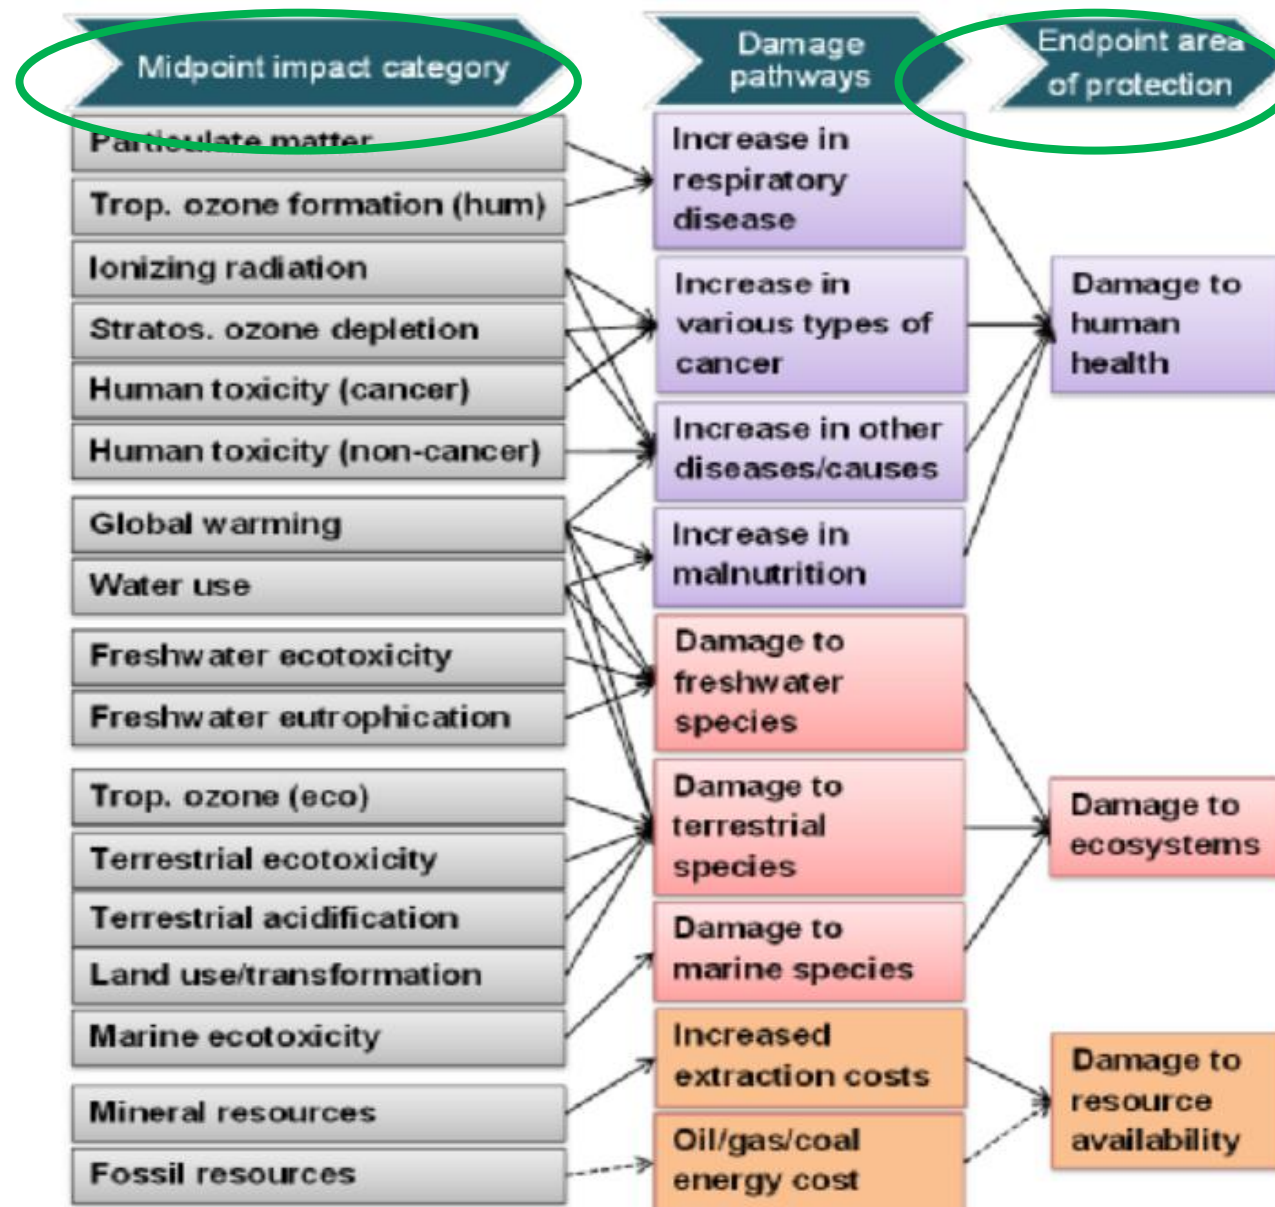 Midpoint impact category
Damage
pathways
Endpoint area
of protection
Particulate matter
Trop. ozone formation (hum)
Ionizing radiation
Stratos. ozone depletion
Human toxicity (cancer)
Human toxicity (non-cancer)
Global warming
Water use
Freshwater ecotoxicity
Freshwater eutrophication
Trop. ozone (eco)
Terrestrial ecotoxicity
Terrestrial acidification
Land use/transformation
Marine ecotoxicity
Mineral resources
Fossil resources
Increase in
respiratory
disease
Increase in
various types of
cancer
Increase in other
diseases/causes
Increase in
malnutrition
Damage to
freshwater
species
Damage to
terrestrial
species
Damage to
marine species
Increased
extraction costs
Oil/gas/coal
energy cost
Damage to
human
health
Damage to
ecosystems
Damage to
resource
availability